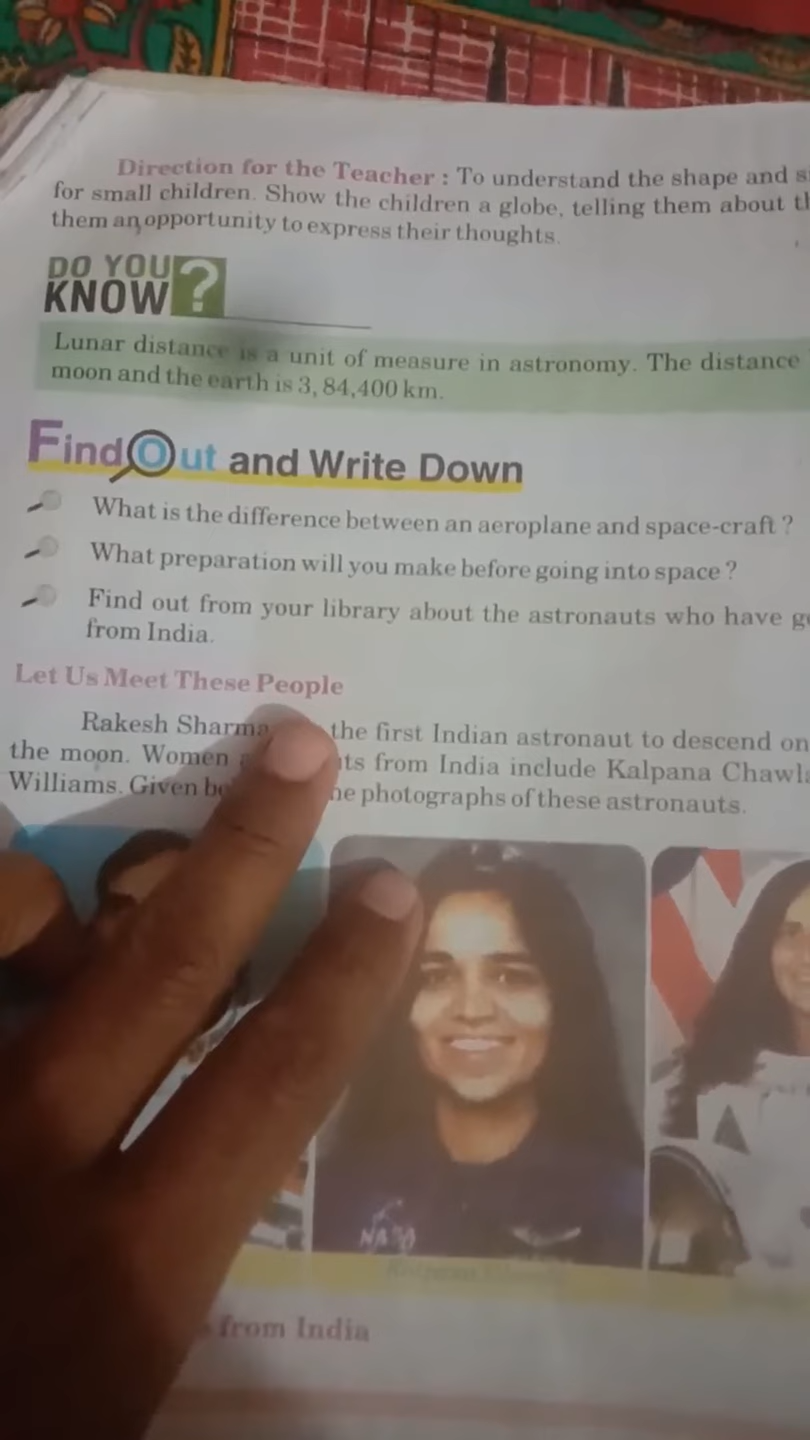 Direction for the Teacher : To understand the shape and
for small children. Show the children a globe, telling them about
them an opportunity to express their thoughts.
DO YOU
KNOW ?
Lunar distance is a unit of measure in astronomy. The distance
moon and the earth is 3, 84,400 km.
Find Out and Write Down
What is the difference between an aeroplane and space-craft ?
What preparation will you make before going into space ?
Find out from your library about the astronauts who have
from India.
Let Us Meet These People
Rakesh Sharma the first Indian astronaut to descend on
the moon. Women from India include Kalpana
Williams. Given photographs of these astronauts.
NASA
from India